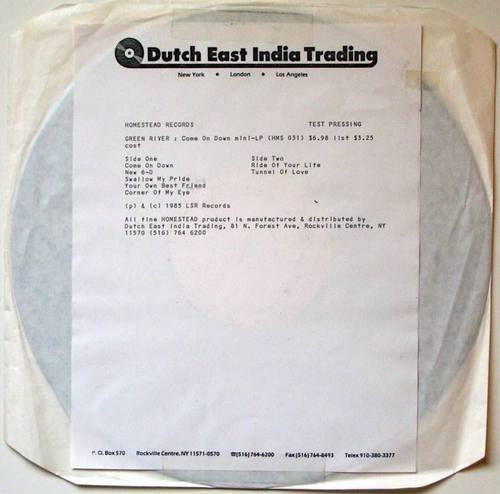 Dutch East India Trading
New York • London • Los Angeles
HOMESTEAD RECORDS TEST PRESSING
GREEN RIVER : Come On Down mini-LP (HMS 031) $6.98 list $3.25
cost
Side One Side Two
Come On Down Ride Of Your Life
New G-D Tunnel Of Love
Swallow My Pride
Your Own Best Friend
Corner Of My Eye
(p) & (c) 1985 LSR Records
All fine HOMESTEAD product is manufactured & distributed by
Dutch East India Trading, 81 N. Forest Ave, Rockville Centre, NY
11570 (516) 764 6200
P.O. Box 570 Rockville Centre, NY 11571-0570 ☎(516) 764-6200 Fax (516) 764-8493 Telex 910-380-3377